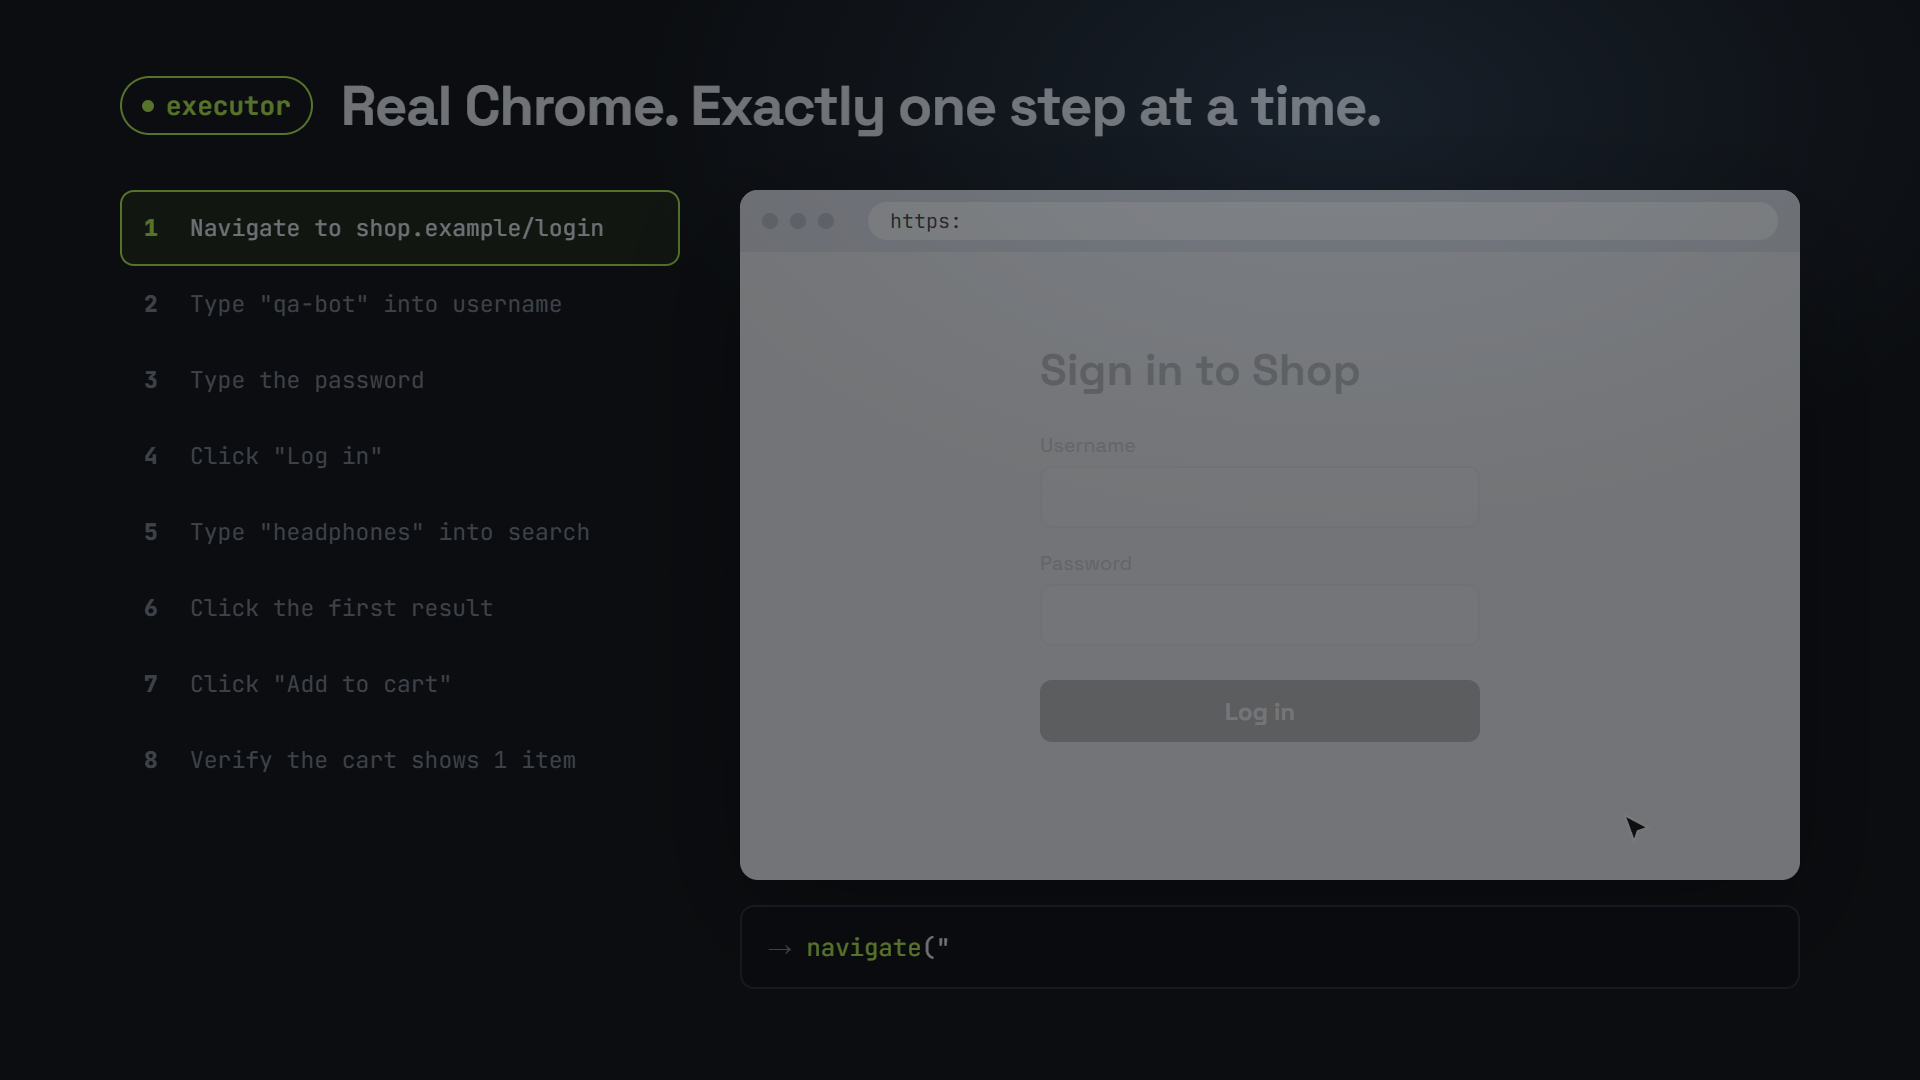 executor
Real Chrome. Exactly one step at a time.
1 Navigate to shop.example/login
2 Type "qa-bot" into username
3 Type the password
4 Click "Log in"
5 Type "headphones" into search
6 Click the first result
7 Click "Add to cart"
8 Verify the cart shows 1 item
https:
Sign in to Shop
Username
Password
Log in
→ navigate("